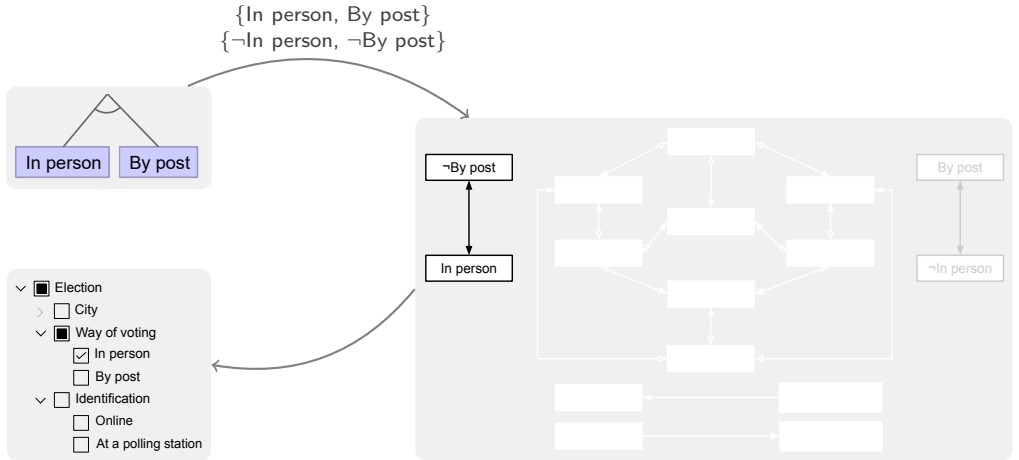 {In person, By post}
{¬In person, ¬By post}
In person
By post
¬By post
In person
By post
¬In person
Election
City
Way of voting
In person
By post
Identification
Online
At a polling station